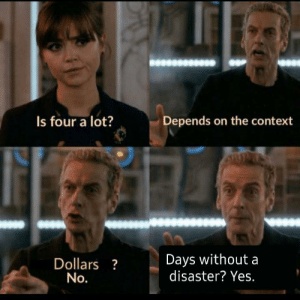 Is four a lot?
Depends on the context
Dollars ?
No.
Days without a
disaster? Yes.